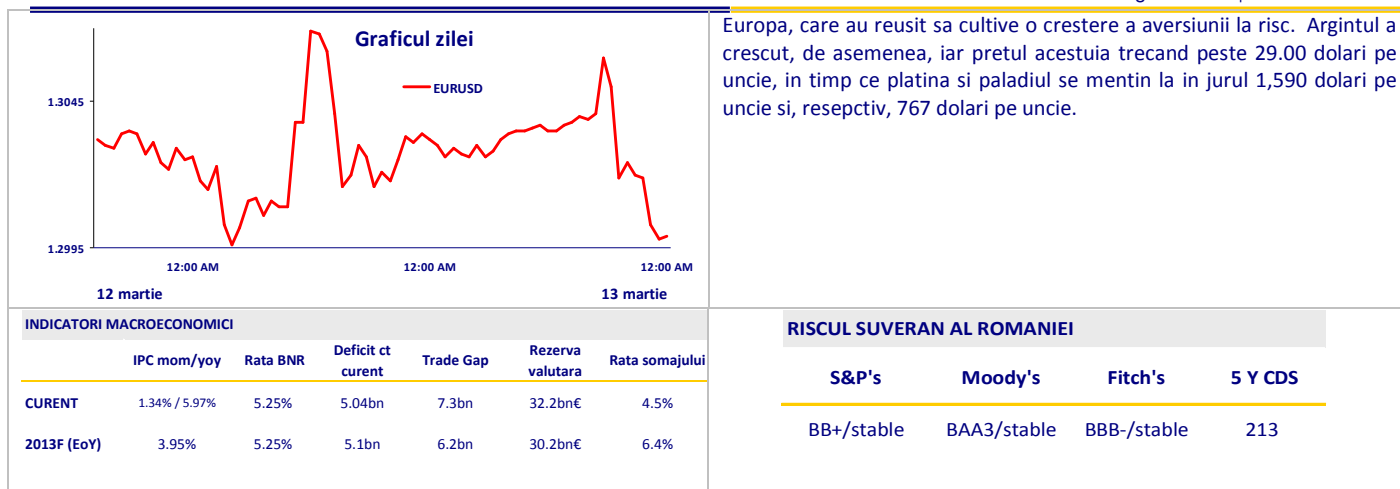 Graficul zilei
EURUSD
1.3045
1.2995
12:00 AM 12:00 AM 12:00 AM
12 martie 13 martie
Europa, care au reusit sa cultive o crestere a aversiunii la risc. Argintul a
crescut, de asemenea, iar pretul acestuia trecand peste 29.00 dolari pe
uncie, in timp ce platina si paladiul se mentin la in jurul 1,590 dolari pe
uncie si, resepctiv, 767 dolari pe uncie.
INDICATORI MACROECONOMICI
IPC mom/yoy Rata BNR Deficit ct curent Trade Gap Rezerva valutara Rata somajului
CURENT 1.34% / 5.97% 5.25% 5.04bn 7.3bn 32.2bn€ 4.5%
2013F (EoY) 3.95% 5.25% 5.1bn 6.2bn 30.2bn€ 6.4%
RISCUL SUVERAN AL ROMANIEI
S&P's Moody's Fitch's 5 Y CDS
BB+/stable BAA3/stable BBB-/stable 213